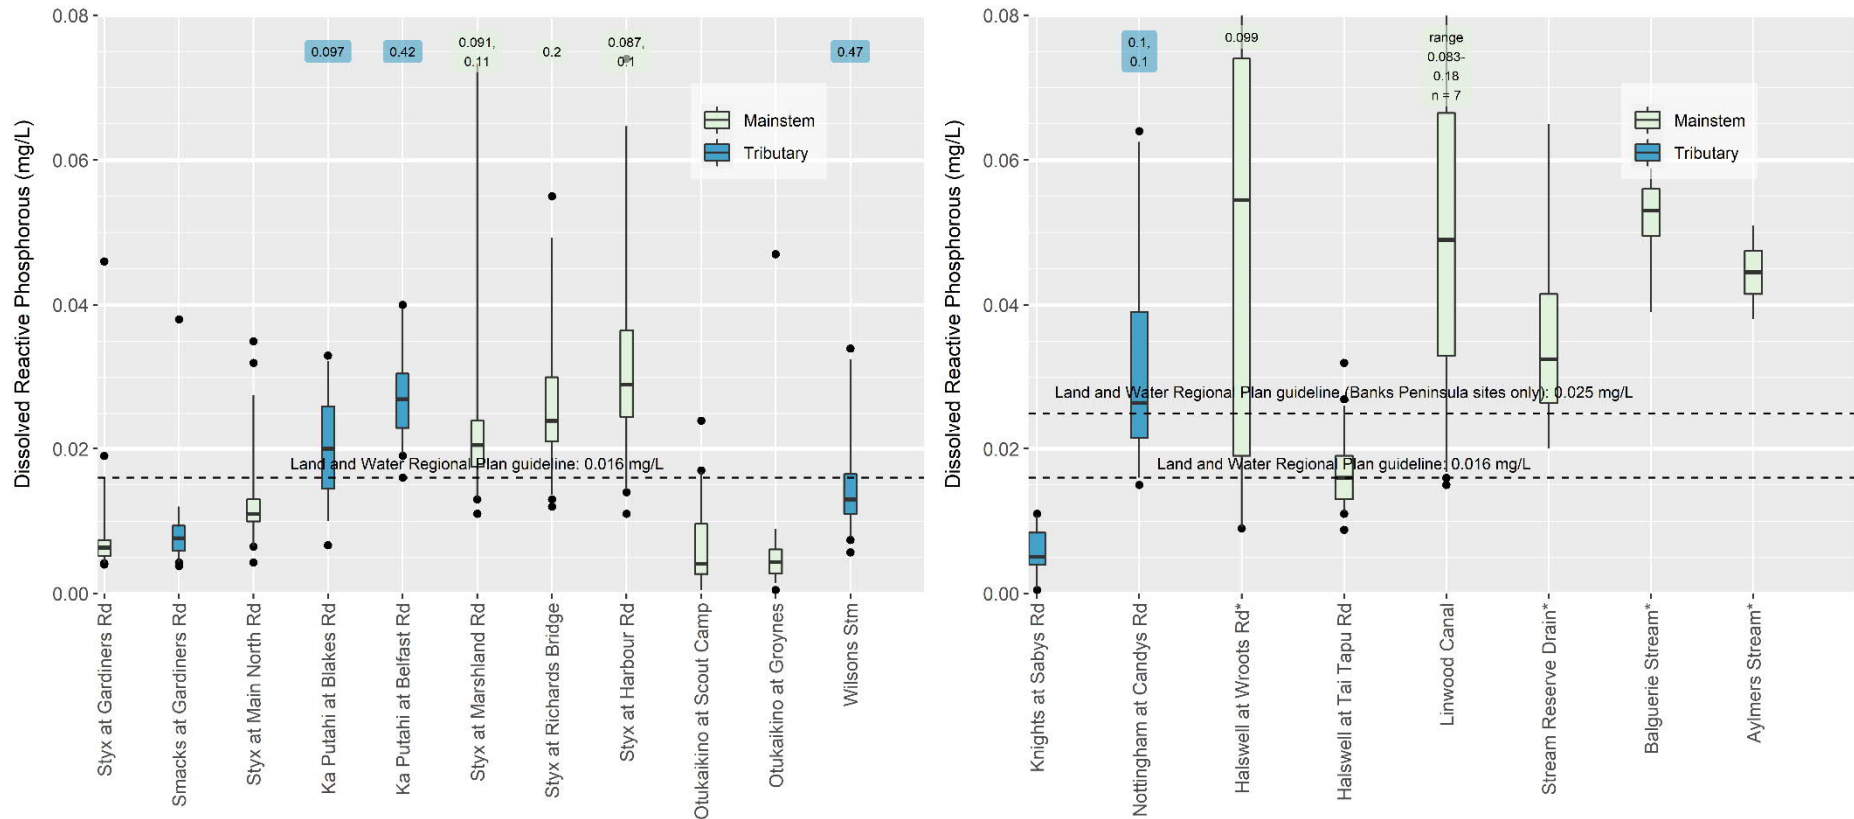 Dissolved Reactive Phosphorous (mg/L)
0.08
0.06
0.04
0.02
0.00
0.097
0.42
0.091,
0.11
0.2
0.087,
0.1
0.47
Mainstem
Tributary
Land and Water Regional Plan guideline: 0.016 mg/L
Styx at Gardiners Rd
Smacks at Gardiners Rd
Styx at Main North Rd
Ka Putahi at Blakes Rd
Ka Putahi at Belfast Rd
Styx at Marshland Rd
Styx at Richards Bridge
Styx at Harbour Rd
Otukaikino at Scout Camp
Otukaikino at Groynes
Wilsons Stm
Dissolved Reactive Phosphorous (mg/L)
0.08
0.06
0.04
0.02
0.00
0.1,
0.1
0.099
range
0.083-
0.18
n = 7
Mainstem
Tributary
Land and Water Regional Plan guideline (Banks Peninsula sites only): 0.025 mg/L
Land and Water Regional Plan guideline: 0.016 mg/L
Knights at Sabys Rd
Nottingham at Candys Rd
Halswell at Wroots Rd*
Halswell at Tai Tapu Rd
Linwood Canal
Stream Reserve Drain*
Balguerie Stream*
Aylmers Stream*